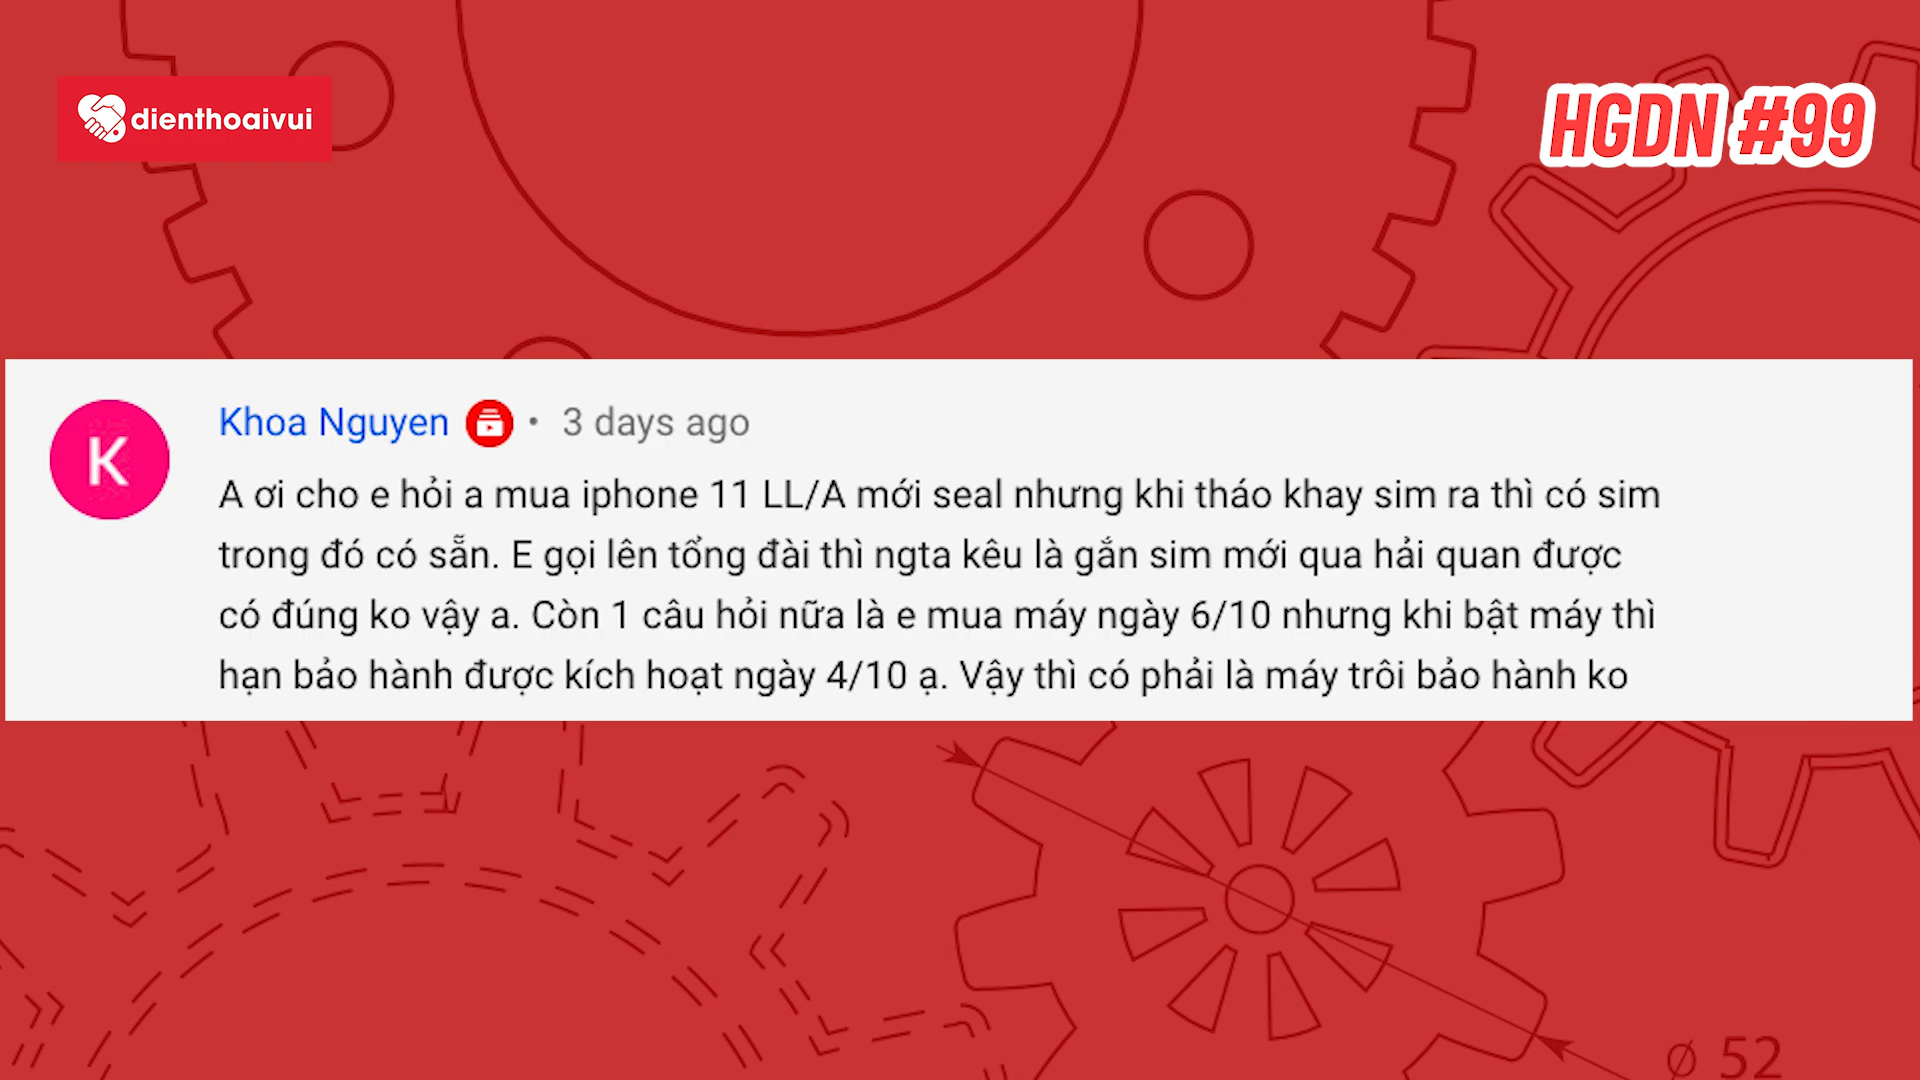 dienthoaivui
HGDN #99
K
Khoa Nguyen • 3 days ago
A ơi cho e hỏi a mua iphone 11 LL/A mới seal nhưng khi tháo khay sim ra thì có sim
trong đó có sẵn. E gọi lên tổng đài thì ngta kêu là gắn sim mới qua hải quan được
có đúng ko vậy a. Còn 1 câu hỏi nữa là e mua máy ngày 6/10 nhưng khi bật máy thì
hạn bảo hành được kích hoạt ngày 4/10 ạ. Vậy thì có phải là máy trôi bảo hành ko
ø 52